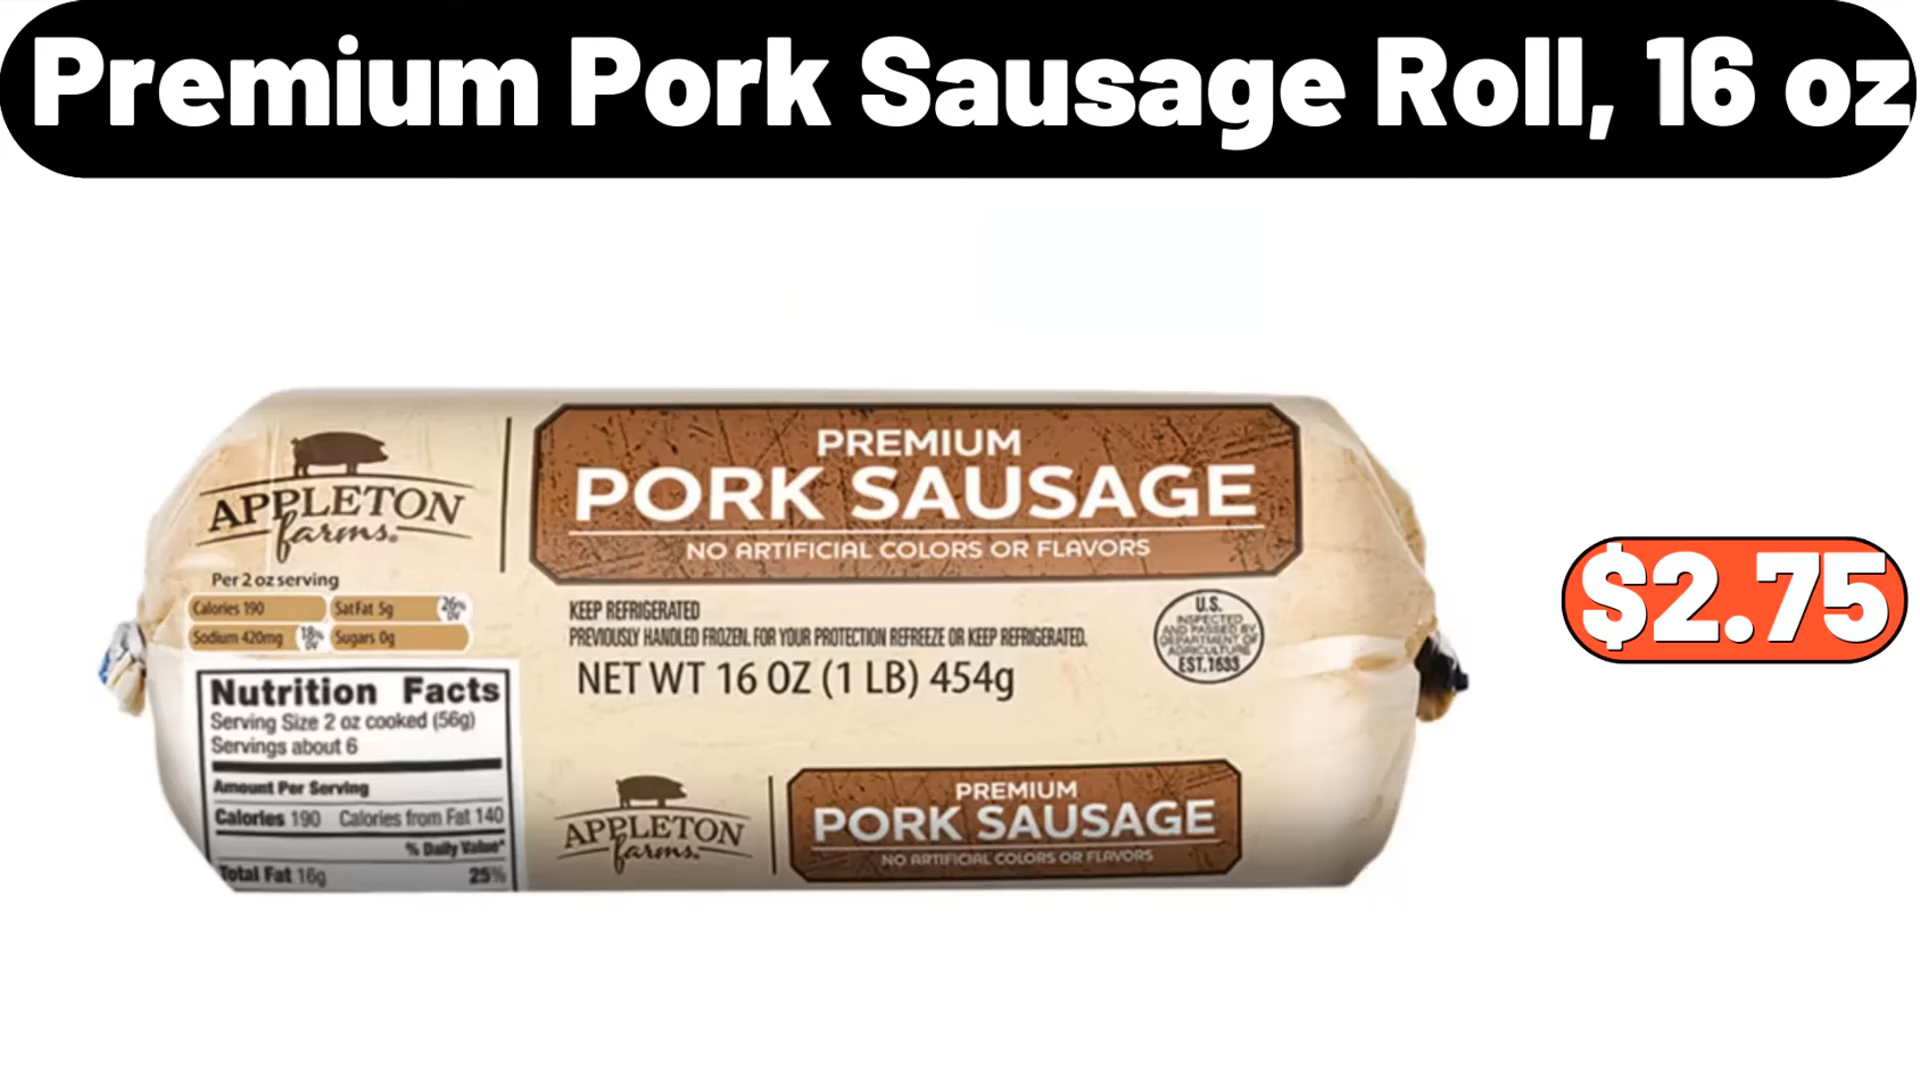 Premium Pork Sausage Roll, 16 oz
APPLETON
farms.
PREMIUM
PORK SAUSAGE
NO ARTIFICIAL COLORS OR FLAVORS
Per 2 oz serving
Calories 190
Sat Fat 5g
26% DV
Sodium 420mg
18% DV
Sugars 0g
KEEP REFRIGERATED
PREVIOUSLY HANDLED FROZEN. FOR YOUR PROTECTION REFREEZE OR KEEP REFRIGERATED.
NET WT 16 OZ (1 LB) 454g
U.S.
INSPECTED
AND PASSED BY
DEPARTMENT OF
AGRICULTURE
EST. 1633
$2.75
Nutrition Facts
Serving Size 2 oz cooked (56g)
Servings about 6
Amount Per Serving
Calories 190 Calories from Fat 140
% Daily Value*
Total Fat 16g 25%
APPLETON
farms.
PREMIUM
PORK SAUSAGE
NO ARTIFICIAL COLORS OR FLAVORS